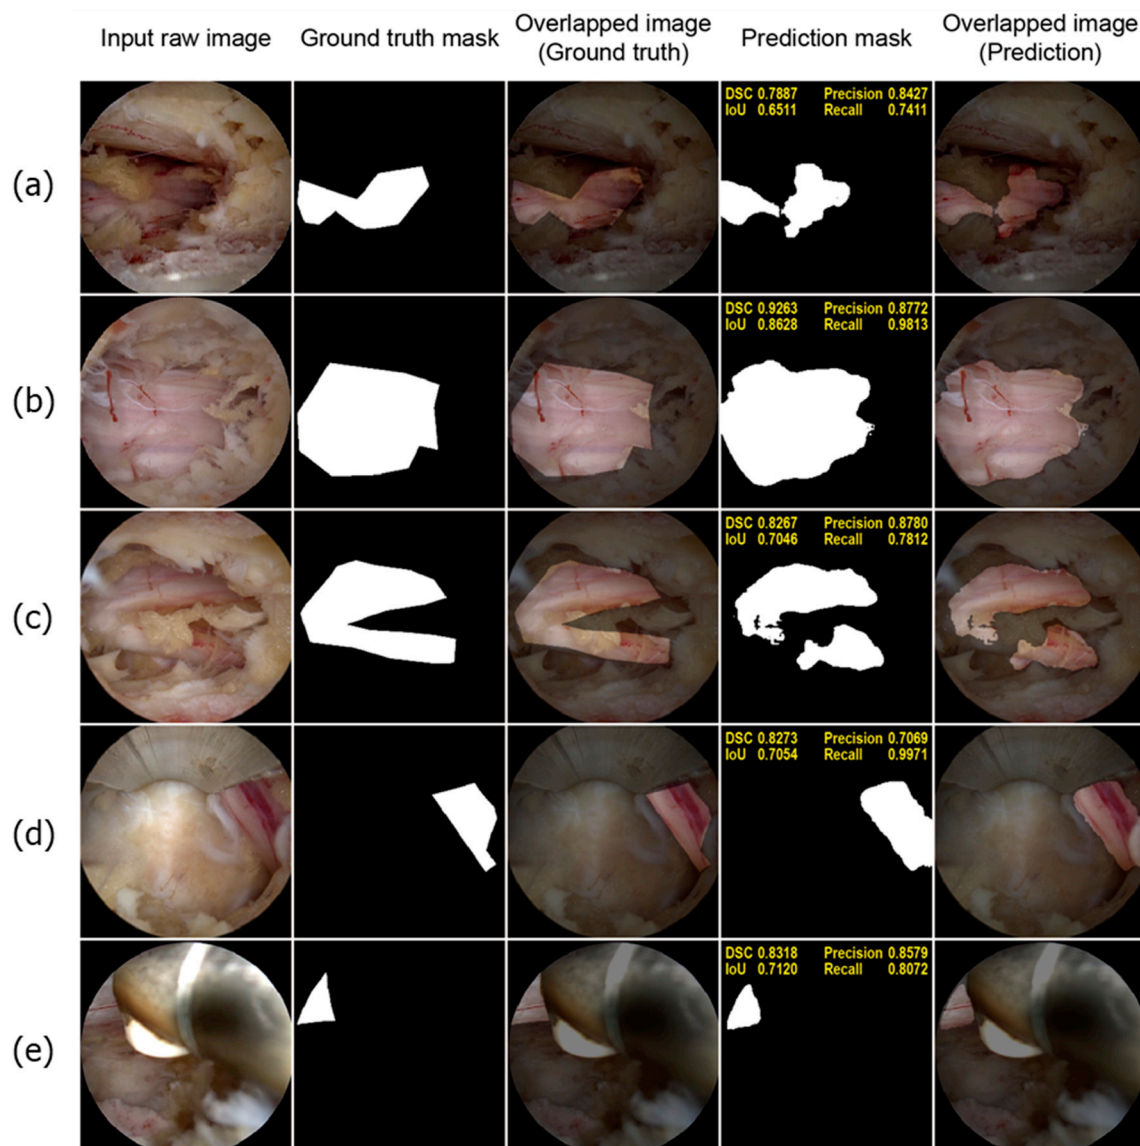 Input raw image
Ground truth mask
Overlapped image
(Ground truth)
Prediction mask
Overlapped image
(Prediction)
(a)
DSC 0.7887 Precision 0.8427
IoU 0.6511 Recall 0.7411
(b)
DSC 0.9263 Precision 0.8772
IoU 0.8628 Recall 0.9813
(c)
DSC 0.8267 Precision 0.8780
IoU 0.7046 Recall 0.7812
(d)
DSC 0.8273 Precision 0.7069
IoU 0.7054 Recall 0.9971
(e)
DSC 0.8318 Precision 0.8579
IoU 0.7120 Recall 0.8072